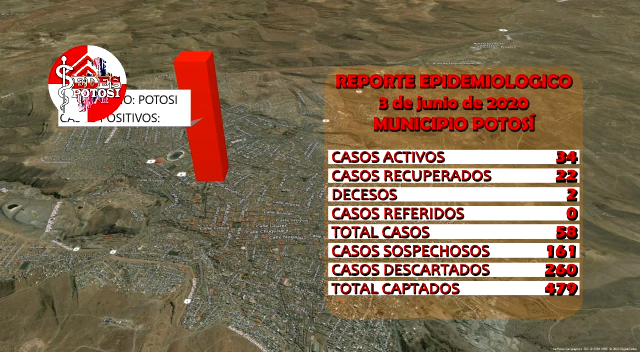 SEDES
POTOSÍ
O: POTOSI
POSITIVOS:
REPORTE EPIDEMIOLOGICO
3 de junio de 2020
MUNICIPIO POTOSÍ
CASOS ACTIVOS 34
CASOS RECUPERADOS 22
DECESOS 2
CASOS REFERIDOS 0
TOTAL CASOS 58
CASOS SOSPECHOSOS 161
CASOS DESCARTADOS 260
TOTAL CAPTADOS 479